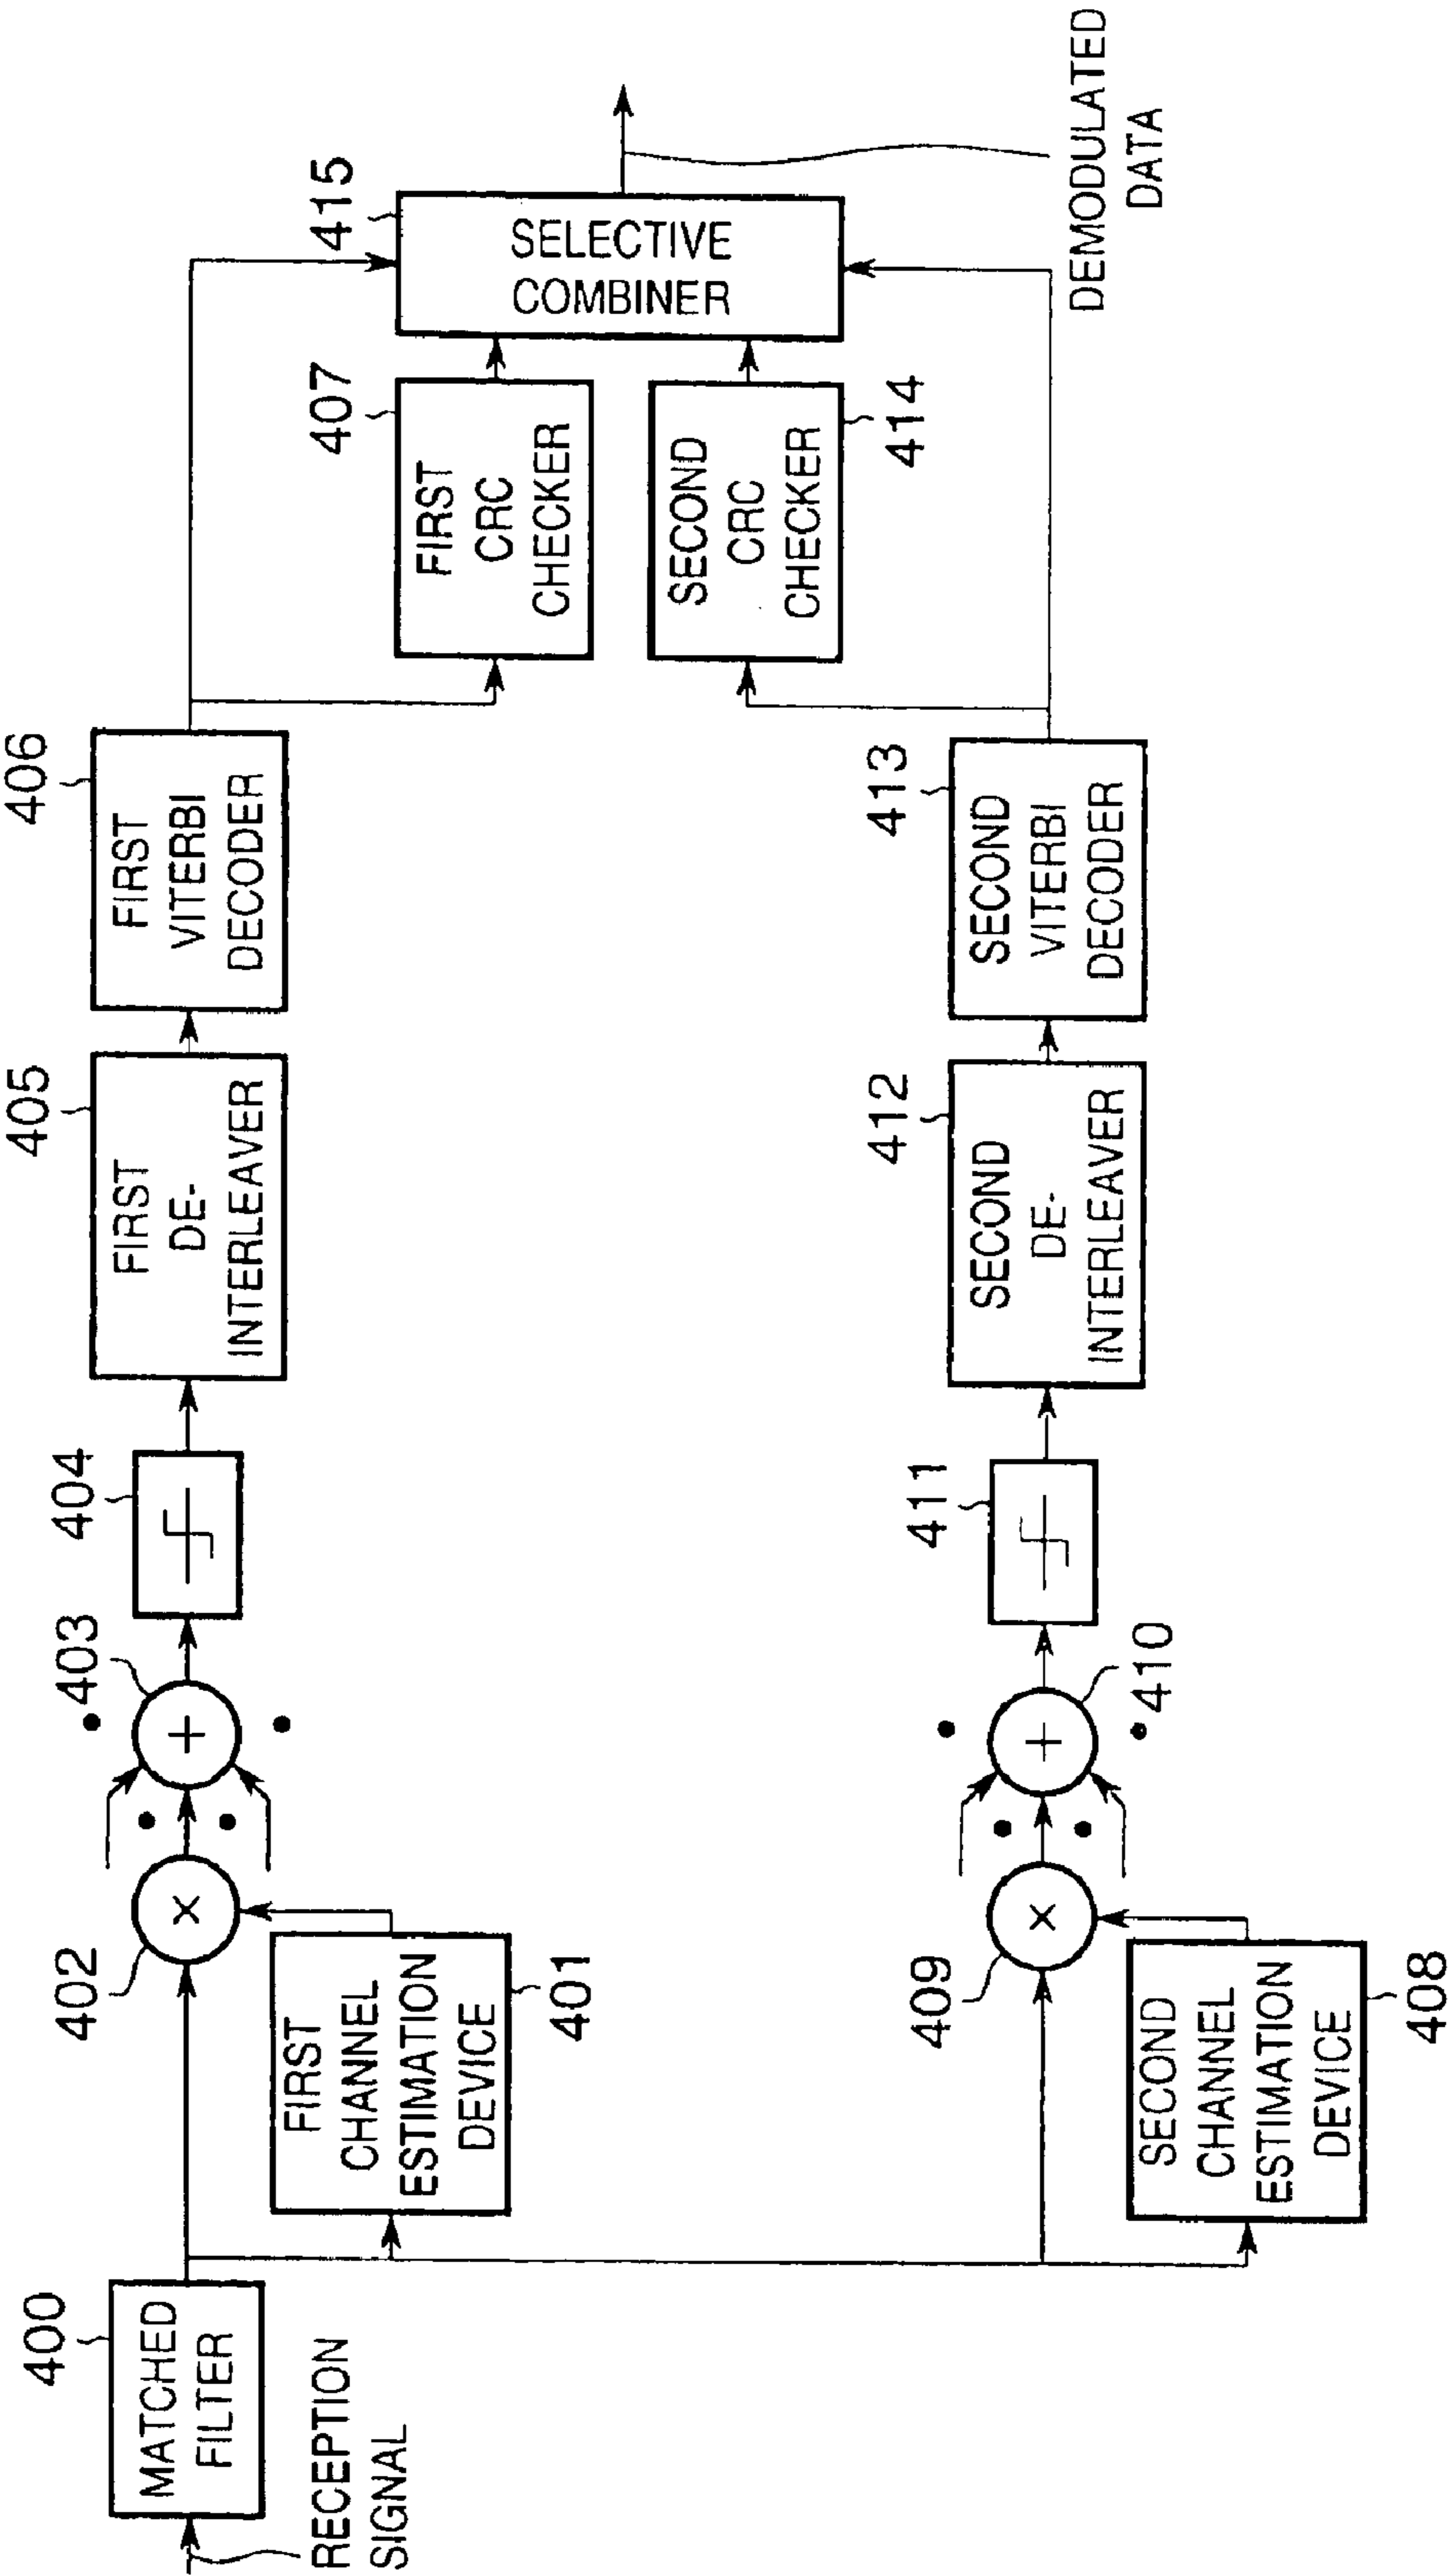 400
MATCHED
FILTER
RECEPTION
SIGNAL
402
FIRST
CHANNEL
ESTIMATION
DEVICE
401
403
404
405
FIRST
DE-
INTERLEAVER
406
FIRST
VITERBI
DECODER
407
FIRST
CRC
CHECKER
415
SELECTIVE
COMBINER
DEMODULATED
DATA
SECOND
CRC
CHECKER
414
409
SECOND
CHANNEL
ESTIMATION
DEVICE
408
410
411
412
SECOND
DE-
INTERLEAVER
413
SECOND
VITERBI
DECODER